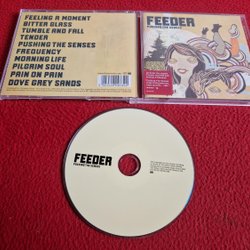 FEELING A MOMENT
BITTER GLASS
TUMBLE AND FALL
TENDER
PUSHING THE SENSES
FREQUENCY
MORNING LIFE
PILGRIM SOUL
PAIN ON PAIN
DOVE GREY SANDS
FEEDER
PUSHING THE SENSES
FEEDER
PUSHING THE SENSES